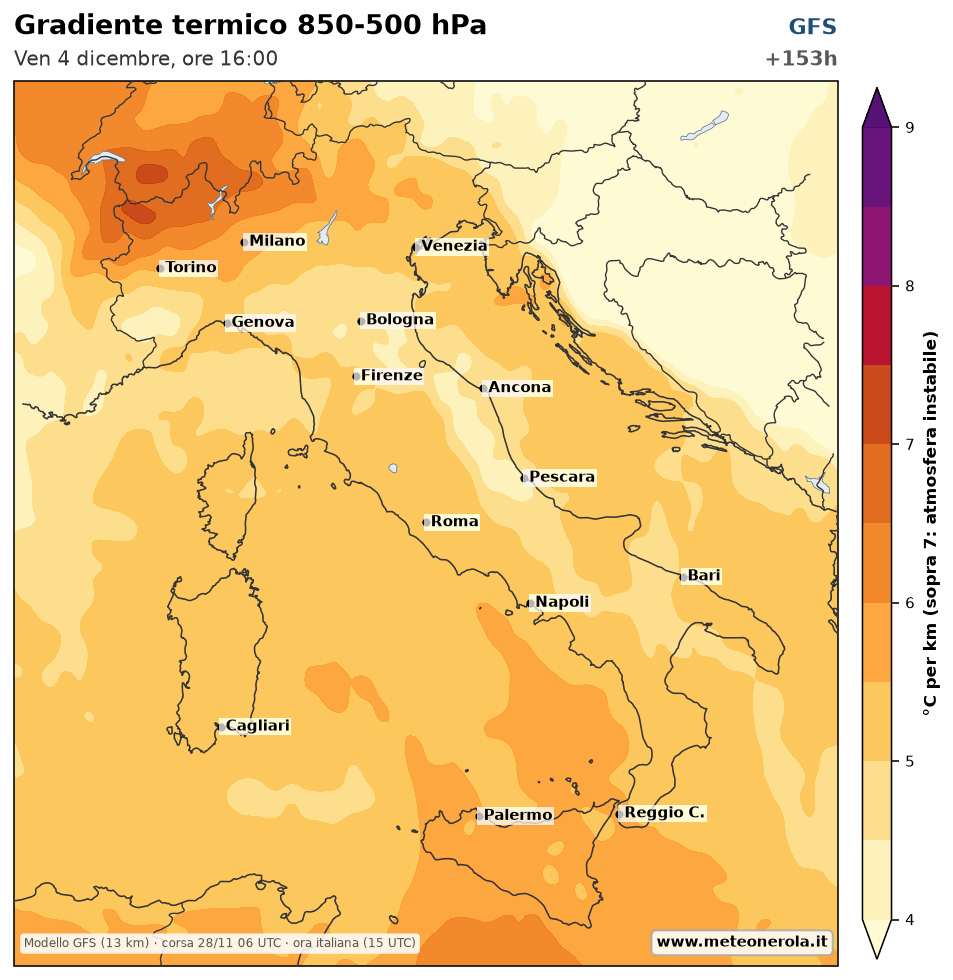 Gradiente termico 850-500 hPa
GFS
Ven 4 dicembre, ore 16:00
+153h
Milano
Venezia
Torino
Genova
Bologna
Firenze
Ancona
Pescara
Roma
Bari
Napoli
Cagliari
Palermo
Reggio C.
9
8
7
6
5
4
°C per km (sopra 7: atmosfera instabile)
Modello GFS (13 km) · corsa 28/11 06 UTC · ora italiana (15 UTC)
www.meteonerola.it